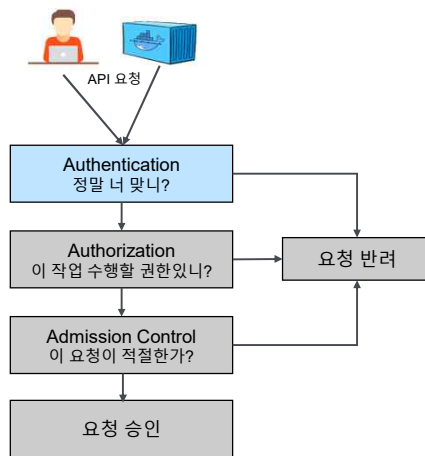 API 요청
Authentication
정말 너 맞니?
Authorization
이 작업 수행할 권한있니?
요청 반려
Admission Control
이 요청이 적절한가?
요청 승인